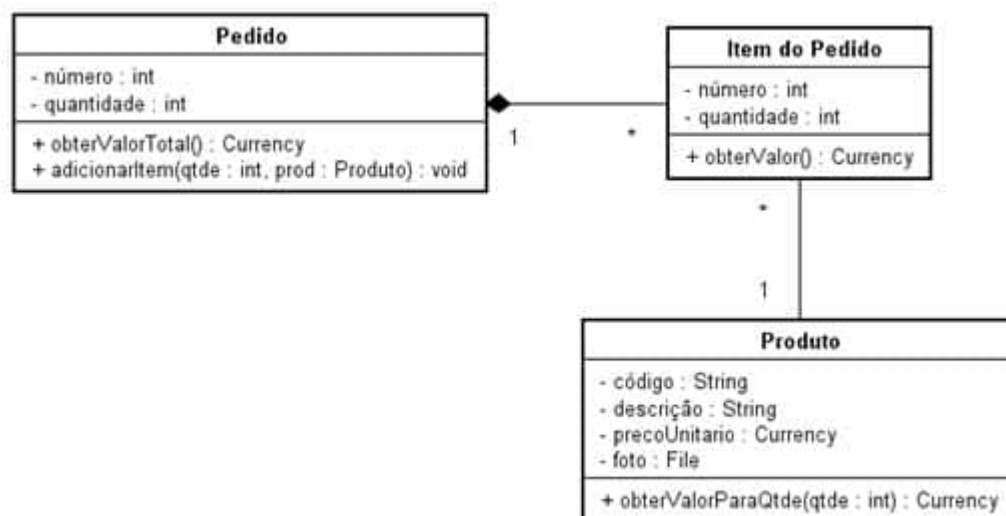 Pedido
- número : int
- quantidade : int
+ obterValorTotal() : Currency
+ adicionarItem(qtde : int, prod : Produto) : void
1
*
Item do Pedido
- número : int
- quantidade : int
+ obterValor() : Currency
*
1
Produto
- código : String
- descrição : String
- precoUnitario : Currency
- foto : File
+ obterValorParaQtde(qtde : int) : Currency